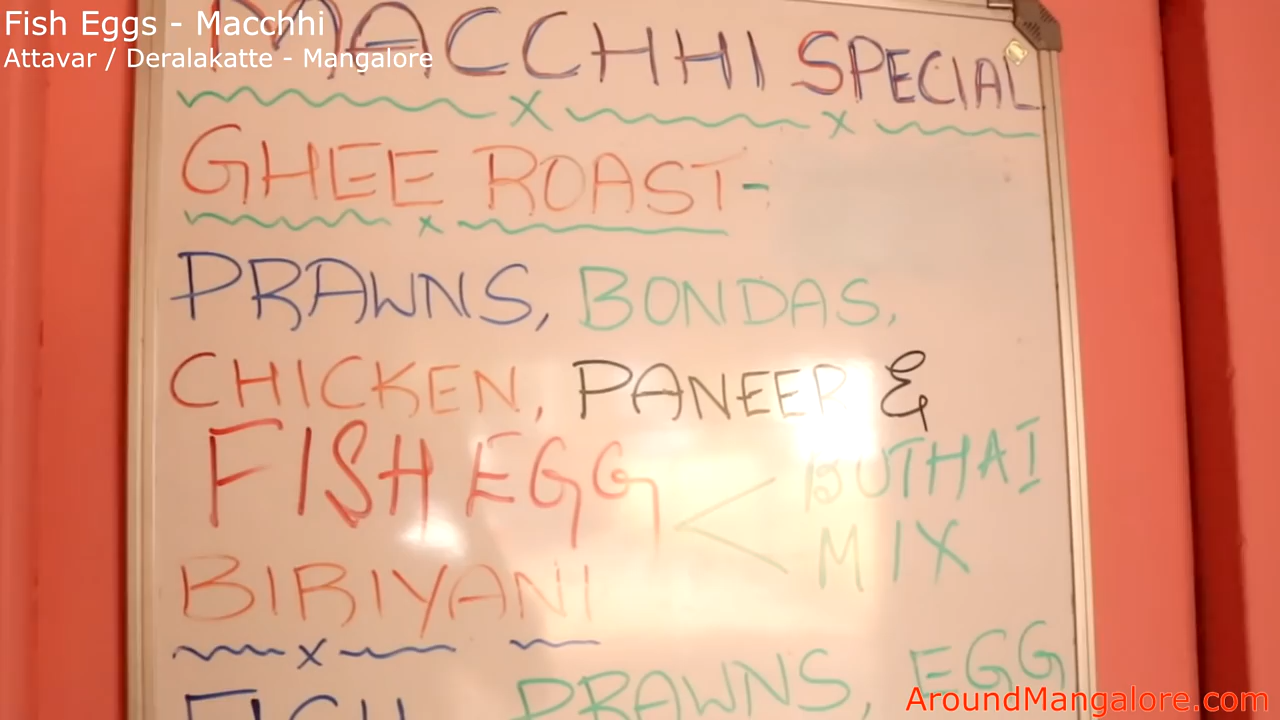 Fish Eggs - Macchhi
Attavar / Deralakatte - Mangalore
MACCHHI SPECIAL
GHEE ROAST-
PRAWNS, BONDAS,
CHICKEN, PANEER &
FISH EGG < BUTHAI
MIX
BIRIYANI
FISH PRAWNS, EGG
AroundMangalore.com